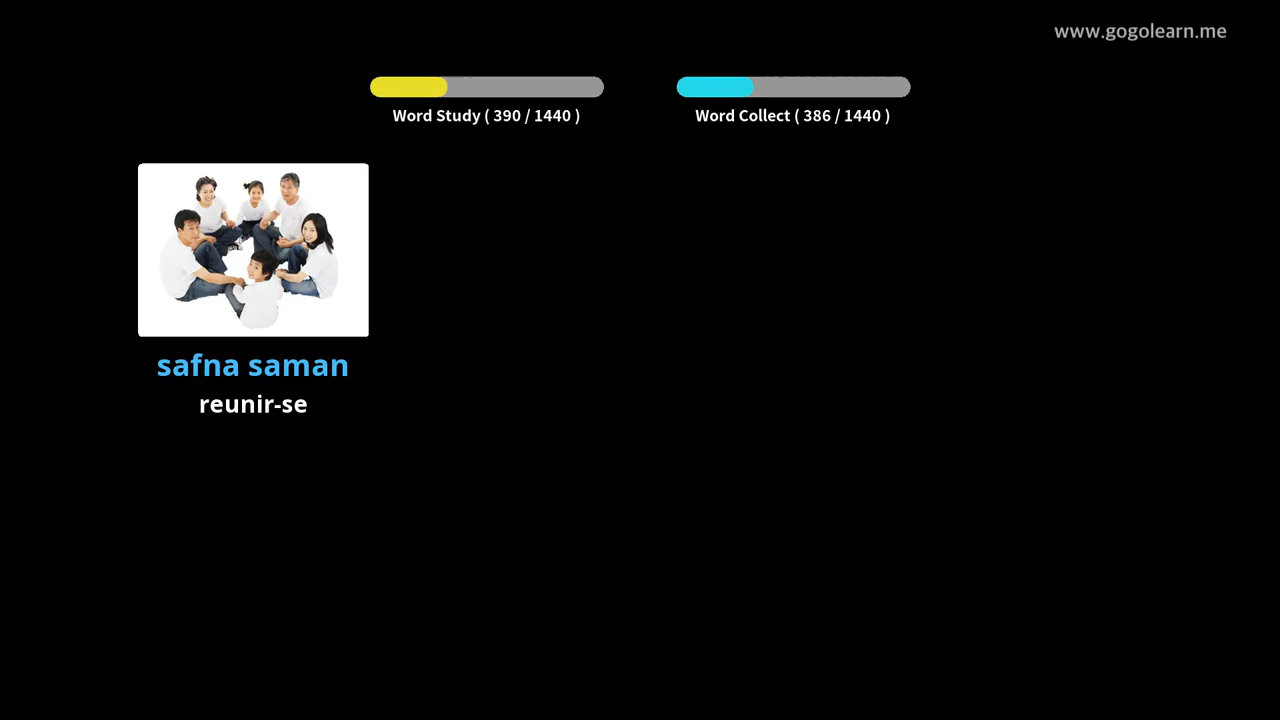 www.gogolearn.me
Word Study ( 390 / 1440 )
Word Collect ( 386 / 1440 )
safna saman
reunir-se